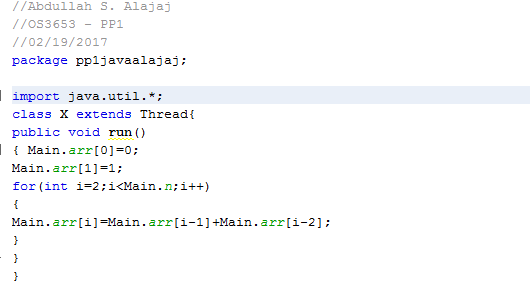 //Abdullah S. Alajaj
//OS3653 - PP1
//02/19/2017
package pp1javaalajaj;
import java.util.*;
class X extends Thread{
public void run()
{ Main.arr[0]=0;
Main.arr[1]=1;
for(int i=2;i<Main.n;i++)
{
Main.arr[i]=Main.arr[i-1]+Main.arr[i-2];
}
}
}